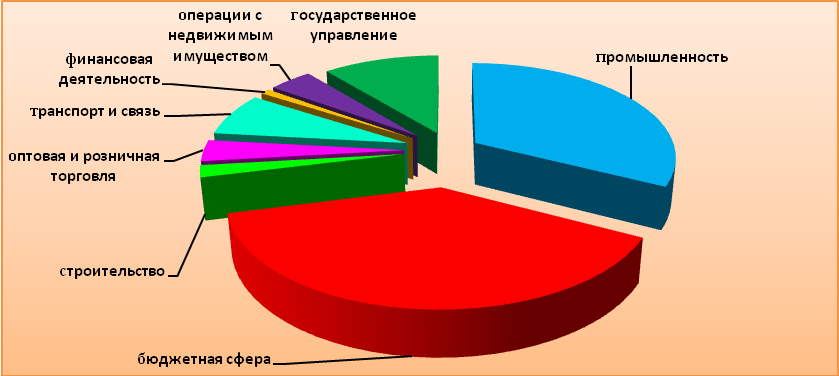 операции с
недвижимым
имуществом
государственное
управление
промышленность
финансовая
деятельность
транспорт и связь
оптовая и розничная
торговля
строительство
бюджетная сфера